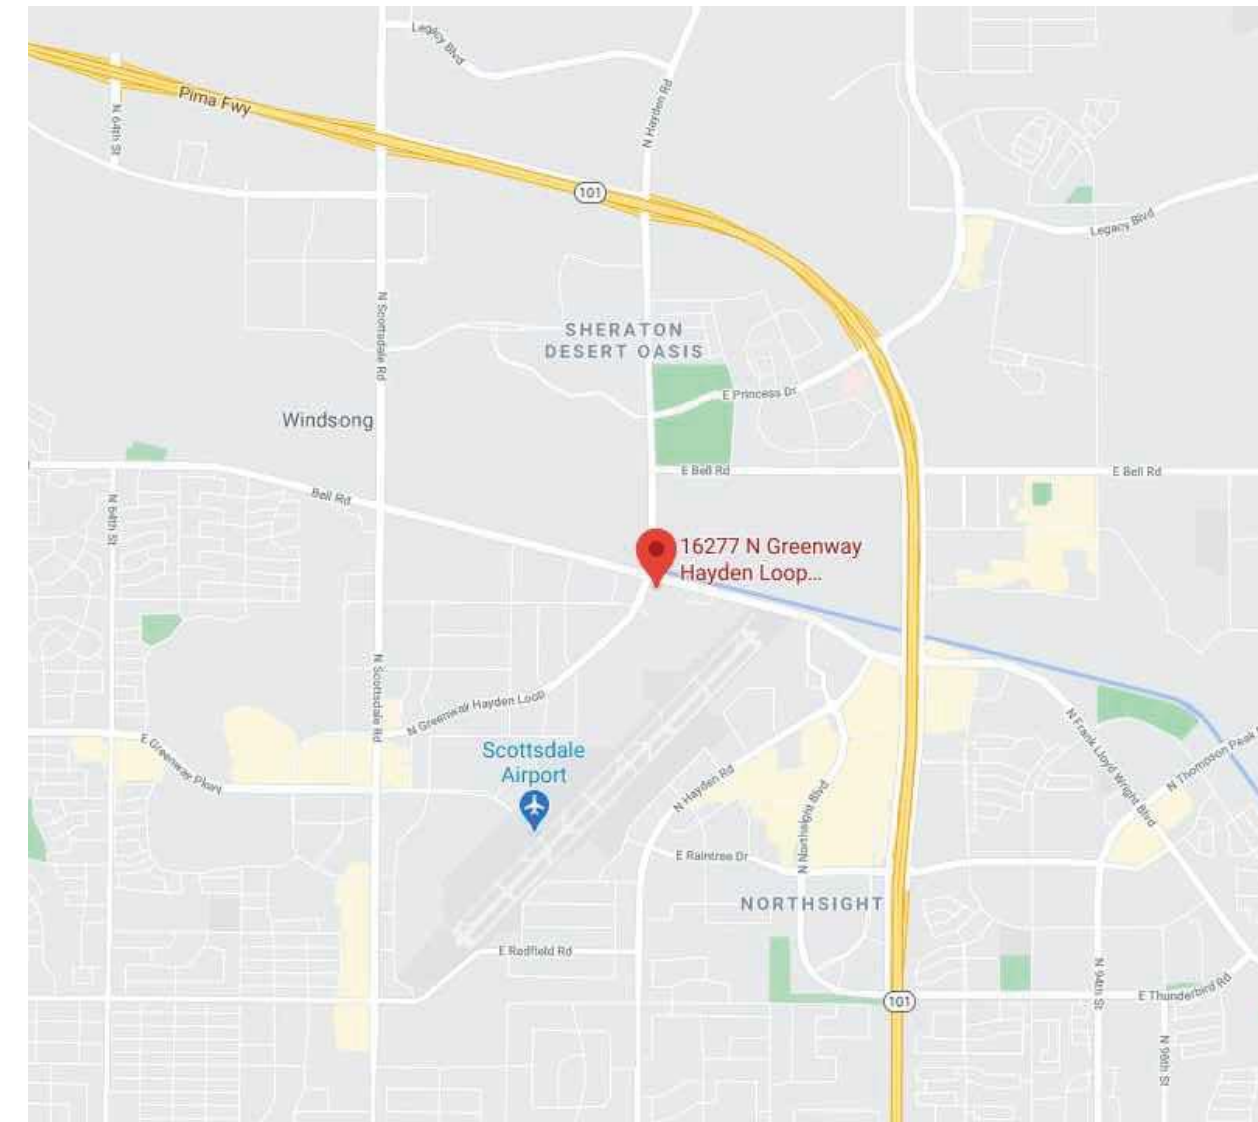 Legacy Blvd
Pima Fwy
N 64th St
N Hayden Rd
101
Legacy Blvd
N Scottsdale Rd
SHERATON
DESERT OASIS
E Princess Dr
Windsong
E Bell Rd
E Bell Rd
Bell Rd
N 64th St
16277 N Greenway
Hayden Loop...
N Scottsdale Rd
N Greenway Hayden Loop
E Greenway Pkwy
Scottsdale
Airport
N Hayden Rd
N Northsight Blvd
N Frank Lloyd Wright Blvd
N Thompson Peak
E Raintree Dr
NORTHSIGHT
E Redfield Rd
101
N 94th St
E Thunderbird Rd
N 96th St